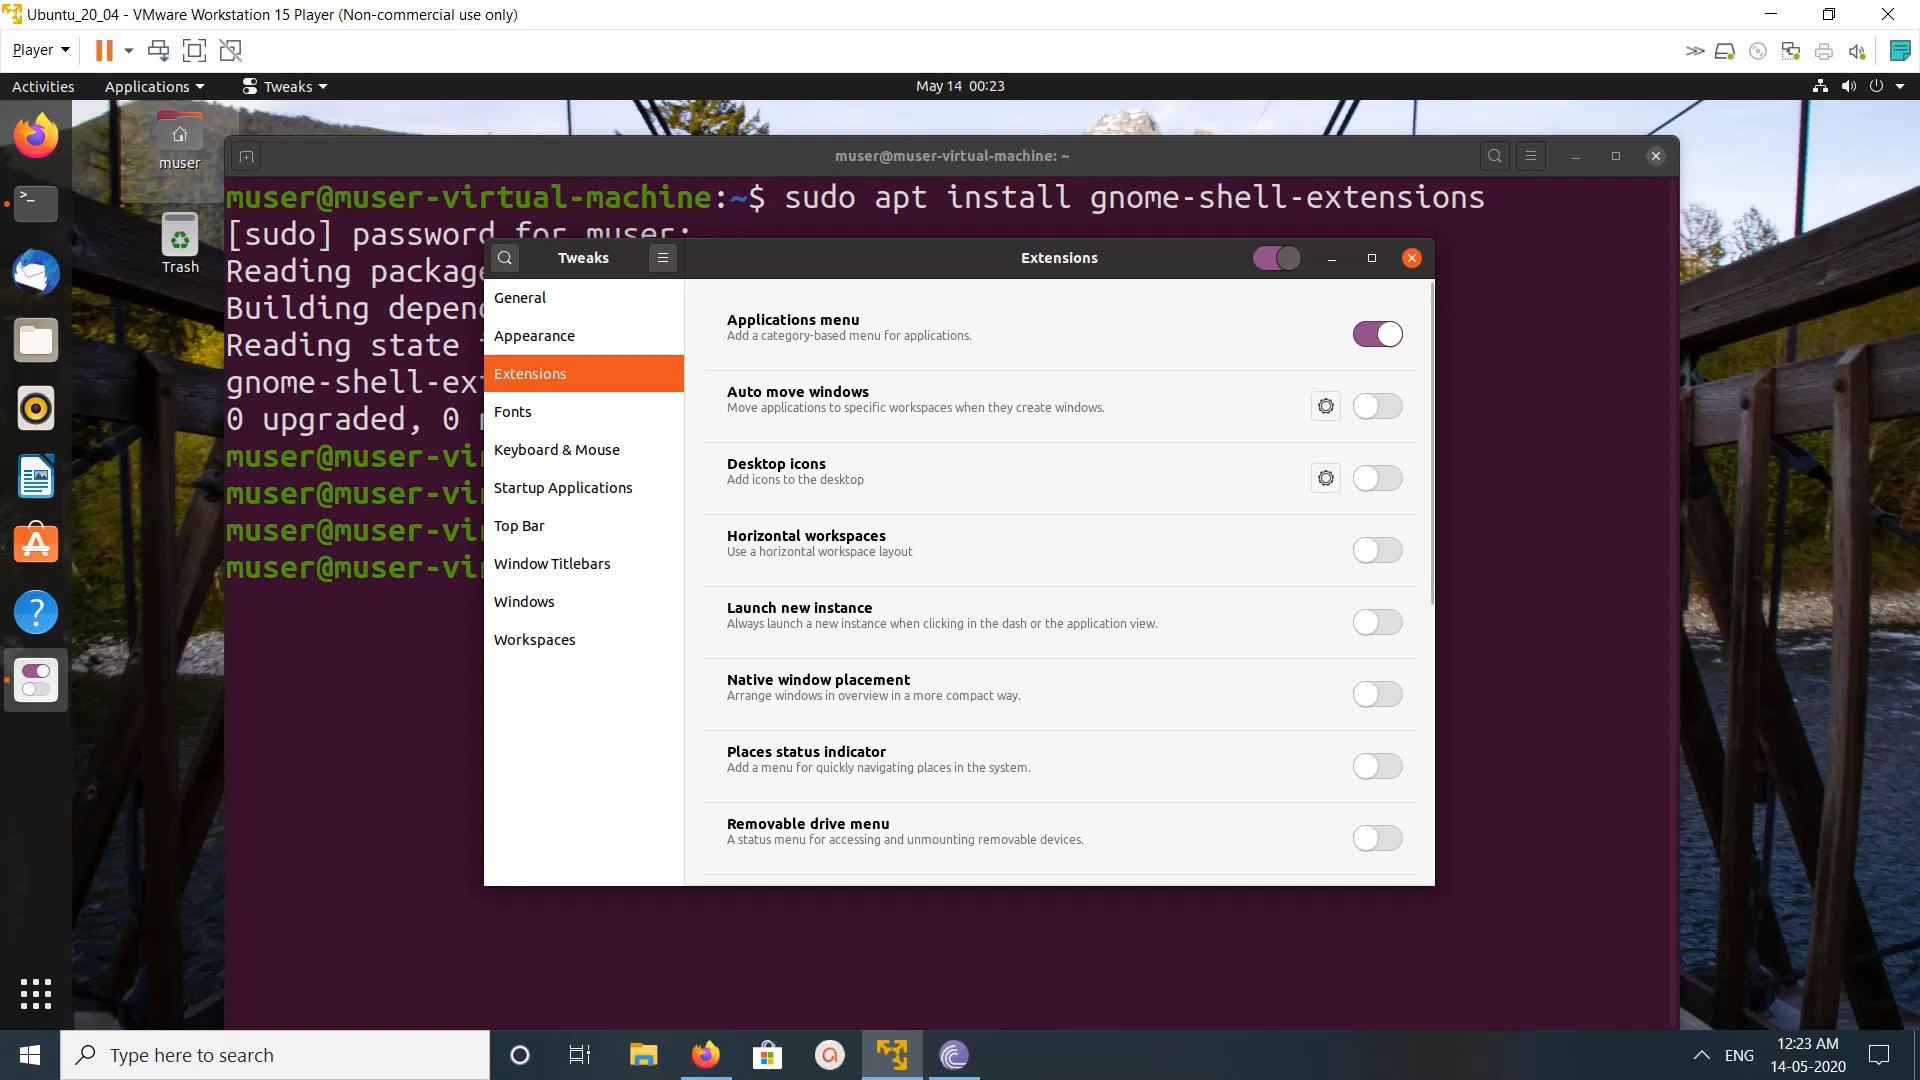 Ubuntu_20_04 - VMware Workstation 15 Player (Non-commercial use only)
Player
Activities
Applications
Tweaks
May 14 00:23
muser
Trash
muser@muser-virtual-machine: ~
muser@muser-virtual-machine:~$ sudo apt install gnome-shell-extensions
[sudo] password for muser:
Reading package
Building depen
Reading state
gnome-shell-ex
0 upgraded, 0
muser@muser-vi
muser@muser-vi
muser@muser-vi
muser@muser-vi
Tweaks
Extensions
General
Appearance
Extensions
Fonts
Keyboard & Mouse
Startup Applications
Top Bar
Window Titlebars
Windows
Workspaces
Applications menu
Add a category-based menu for applications.
Auto move windows
Move applications to specific workspaces when they create windows.
Desktop icons
Add icons to the desktop
Horizontal workspaces
Use a horizontal workspace layout
Launch new instance
Always launch a new instance when clicking in the dash or the application view.
Native window placement
Arrange windows in overview in a more compact way.
Places status indicator
Add a menu for quickly navigating places in the system.
Removable drive menu
A status menu for accessing and unmounting removable devices.
Type here to search
ENG
12:23 AM
14-05-2020